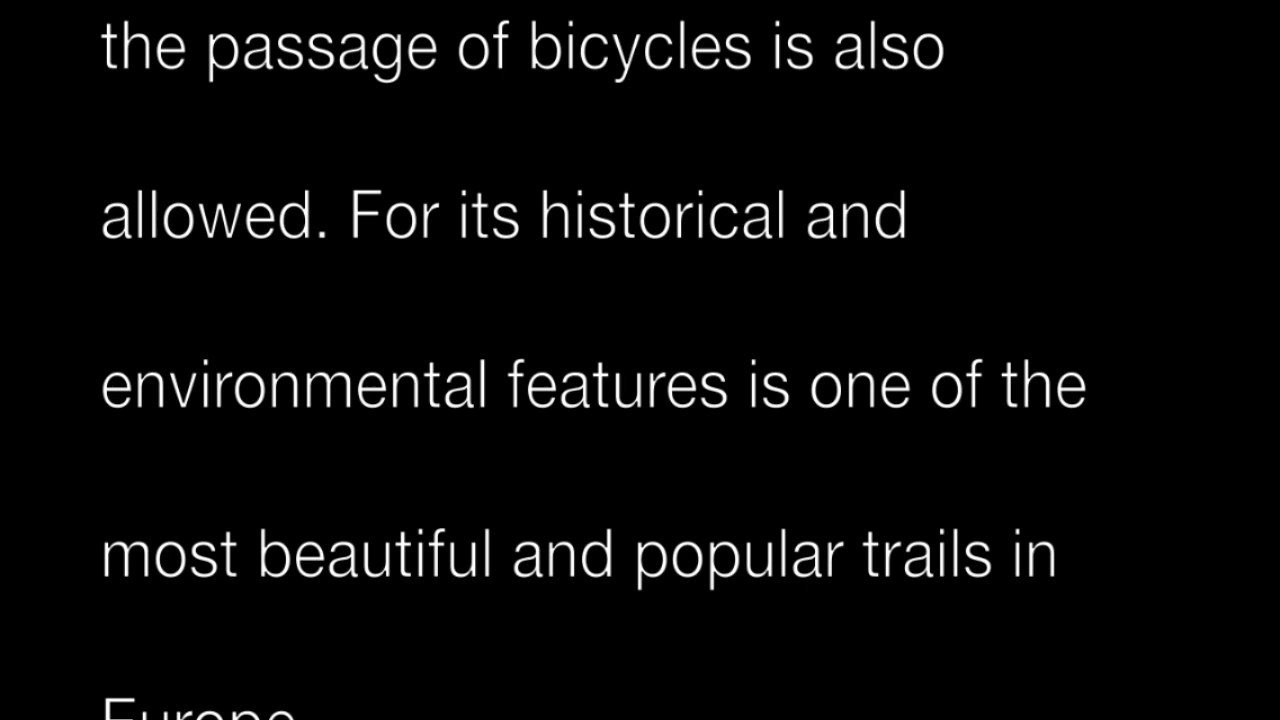 the passage of bicycles is also
allowed. For its historical and
environmental features is one of the
most beautiful and popular trails in
Europe